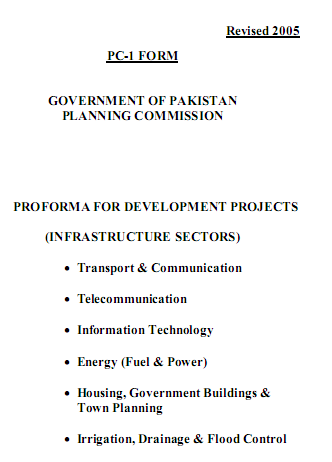 Revised 2005
PC-1 FORM
GOVERNMENT OF PAKISTAN
PLANNING COMMISSION
PROFORMA FOR DEVELOPMENT PROJECTS
(INFRASTRUCTURE SECTORS)
• Transport & Communication
• Telecommunication
• Information Technology
• Energy (Fuel & Power)
• Housing, Government Buildings &
Town Planning
• Irrigation, Drainage & Flood Control